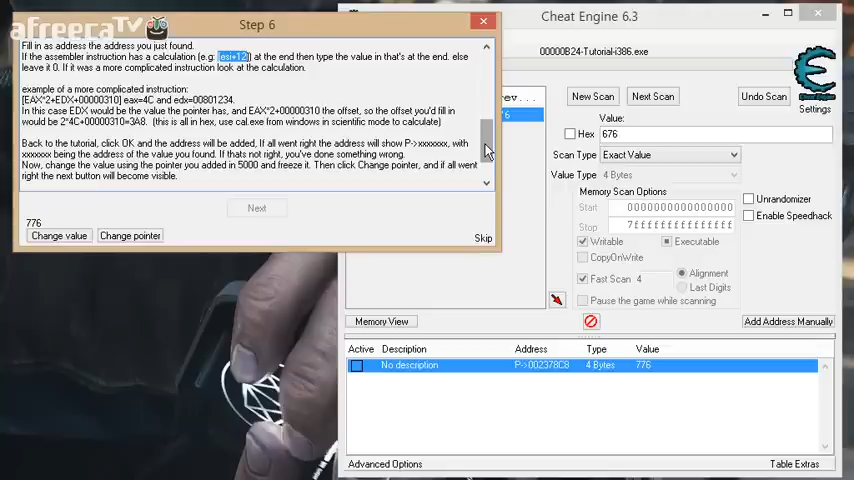 afreecaTV
Step 6
Fill in as address the address you just found.
If the assembler instruction has a calculation (e.g: [esi+12]) at the end then type the value in that's at the end. else
leave it 0. If it was a more complicated instruction look at the calculation.
example of a more complicated instruction:
[EAX*2+EDX+00000310] eax=4C and edx=00801234.
In this case EDX would be the value the pointer has, and EAX*2+00000310 the offset, so the offset you'd fill in
would be 2*4C+00000310=3A8. (this is all in hex, use cal.exe from windows in scientific mode to calculate)
Back to the tutorial, click OK and the address will be added, If all went right the address will show P->xxxxxxx, with
xxxxxxx being the address of the value you found. If thats not right, you've done something wrong.
Now, change the value using the pointer you added in 5000 and freeze it. Then click Change pointer, and if all went
right the next button will become visible.
Next
776
Change value
Change pointer
Skip
Cheat Engine 6.3
00000B24-Tutorial-i386.exe
New Scan
Next Scan
Undo Scan
Settings
Value:
Hex
676
Scan Type
Exact Value
Value Type
4 Bytes
Memory Scan Options
Start
0000000000000000
Stop
7fffffffffffffff
Writable
Executable
CopyOnWrite
Fast Scan
4
Alignment
Last Digits
Pause the game while scanning
Unrandomizer
Enable Speedhack
Memory View
Add Address Manually
Active Description Address Type Value
No description P->002378C8 4 Bytes 776
Advanced Options
Table Extras